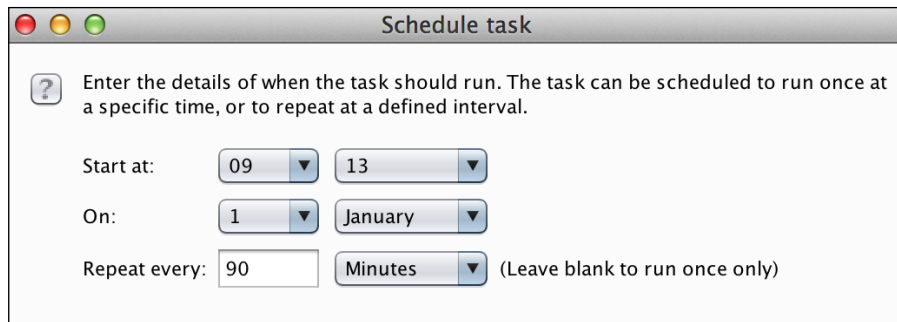 Schedule task
Enter the details of when the task should run. The task can be scheduled to run once at
a specific time, or to repeat at a defined interval.
Start at: 09 13
On: 1 January
Repeat every: 90 Minutes (Leave blank to run once only)